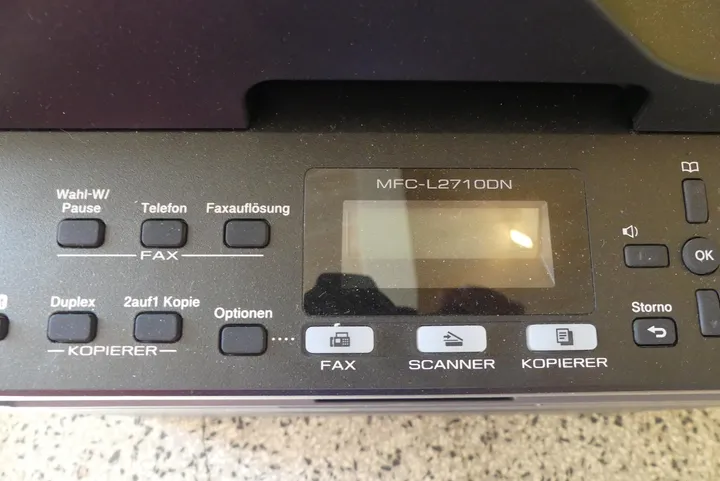 MFC-L2710DN
Wahl-W/
Pause
Telefon
Faxauflösung
FAX
OK
Duplex
2auf1 Kopie
Optionen
Storno
KOPIERER
FAX
SCANNER
KOPIERER